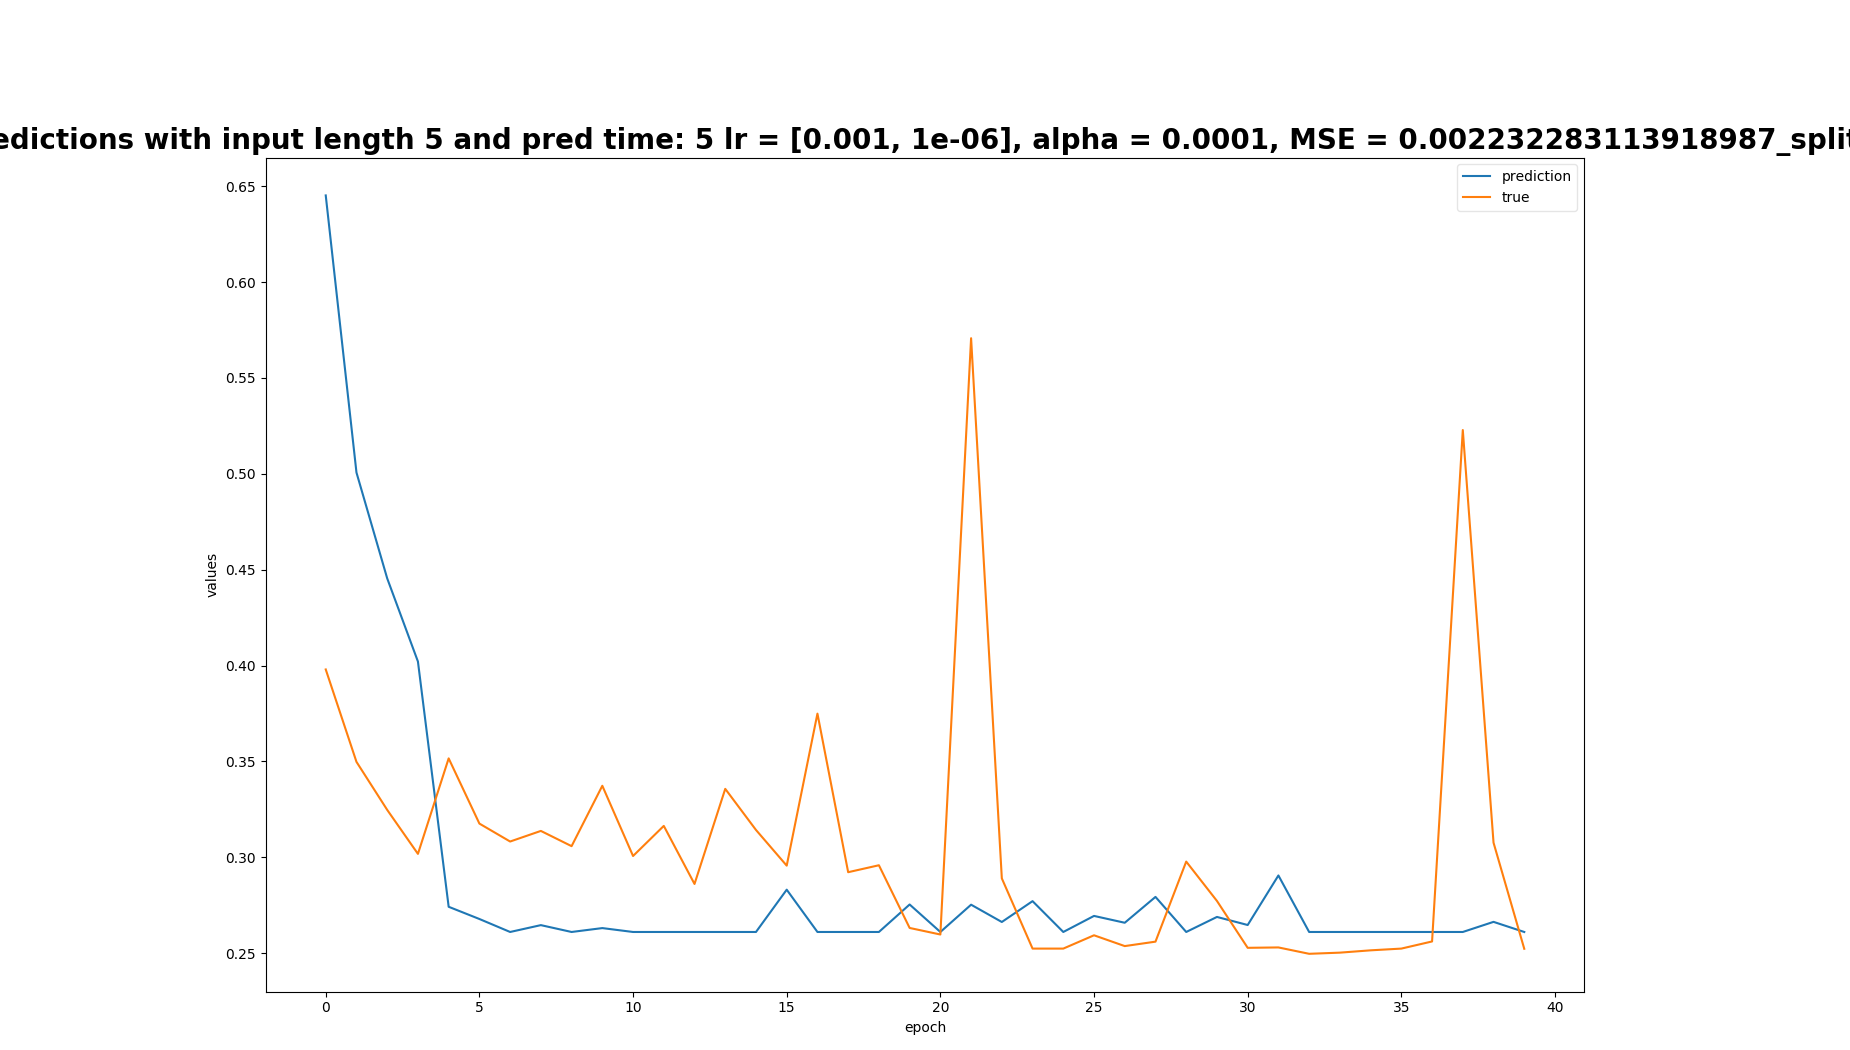 edictions with input length 5 and pred time: 5 lr = [0.001, 1e-06], alpha = 0.0001, MSE = 0.002232283113918987_split
prediction
true
0.65
0.60
0.55
0.50
0.45
0.40
0.35
0.30
0.25
values
0 5 10 15 20 25 30 35 40
epoch